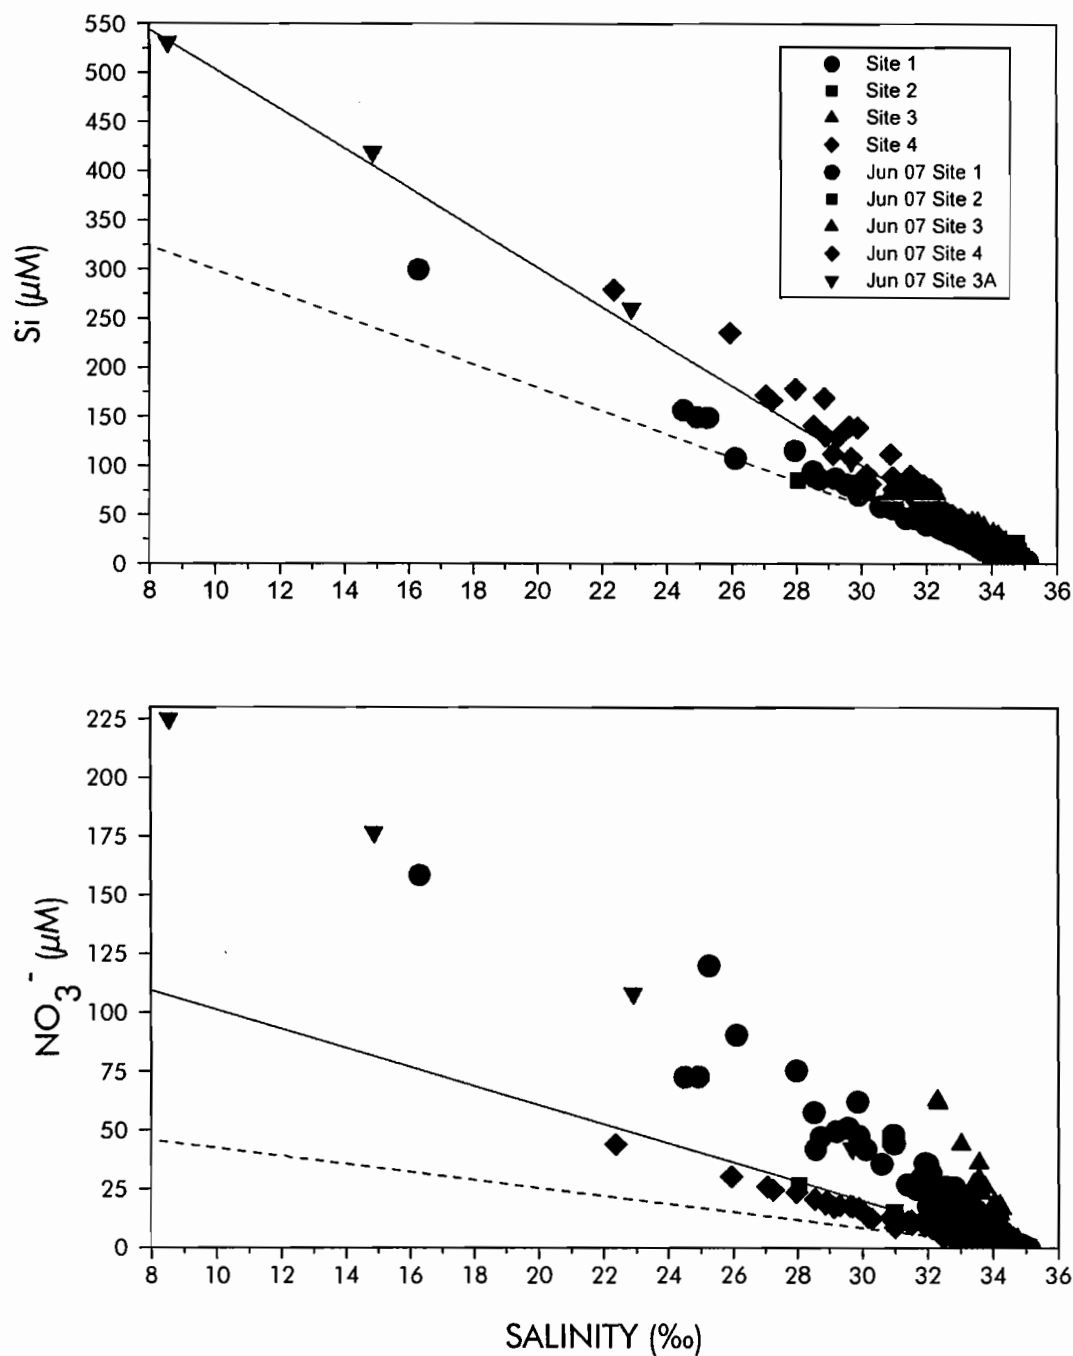 550
500
450
400
350
300
250
200
150
100
50
0
Si (µM)
Site 1
Site 2
Site 3
Site 4
Jun 07 Site 1
Jun 07 Site 2
Jun 07 Site 3
Jun 07 Site 4
Jun 07 Site 3A
8 10 12 14 16 18 20 22 24 26 28 30 32 34 36
225
200
175
150
125
100
75
50
25
0
NO3- (µM)
8 10 12 14 16 18 20 22 24 26 28 30 32 34 36
SALINITY (‰)